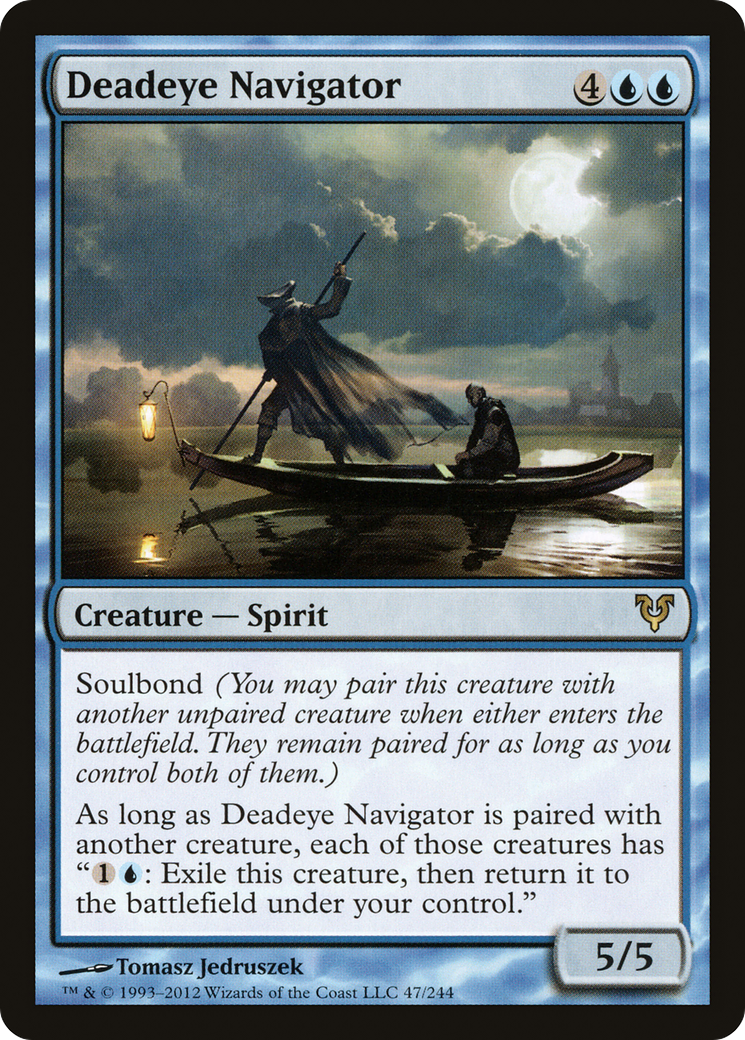 Deadeye Navigator 4
Creature — Spirit
Soulbond (You may pair this creature with
another unpaired creature when either enters the
battlefield. They remain paired for as long as you
control both of them.)
As long as Deadeye Navigator is paired with
another creature, each of those creatures has
“1 : Exile this creature, then return it to
the battlefield under your control.”
5/5
Tomasz Jedruszek
™ & © 1993–2012 Wizards of the Coast LLC 47/244